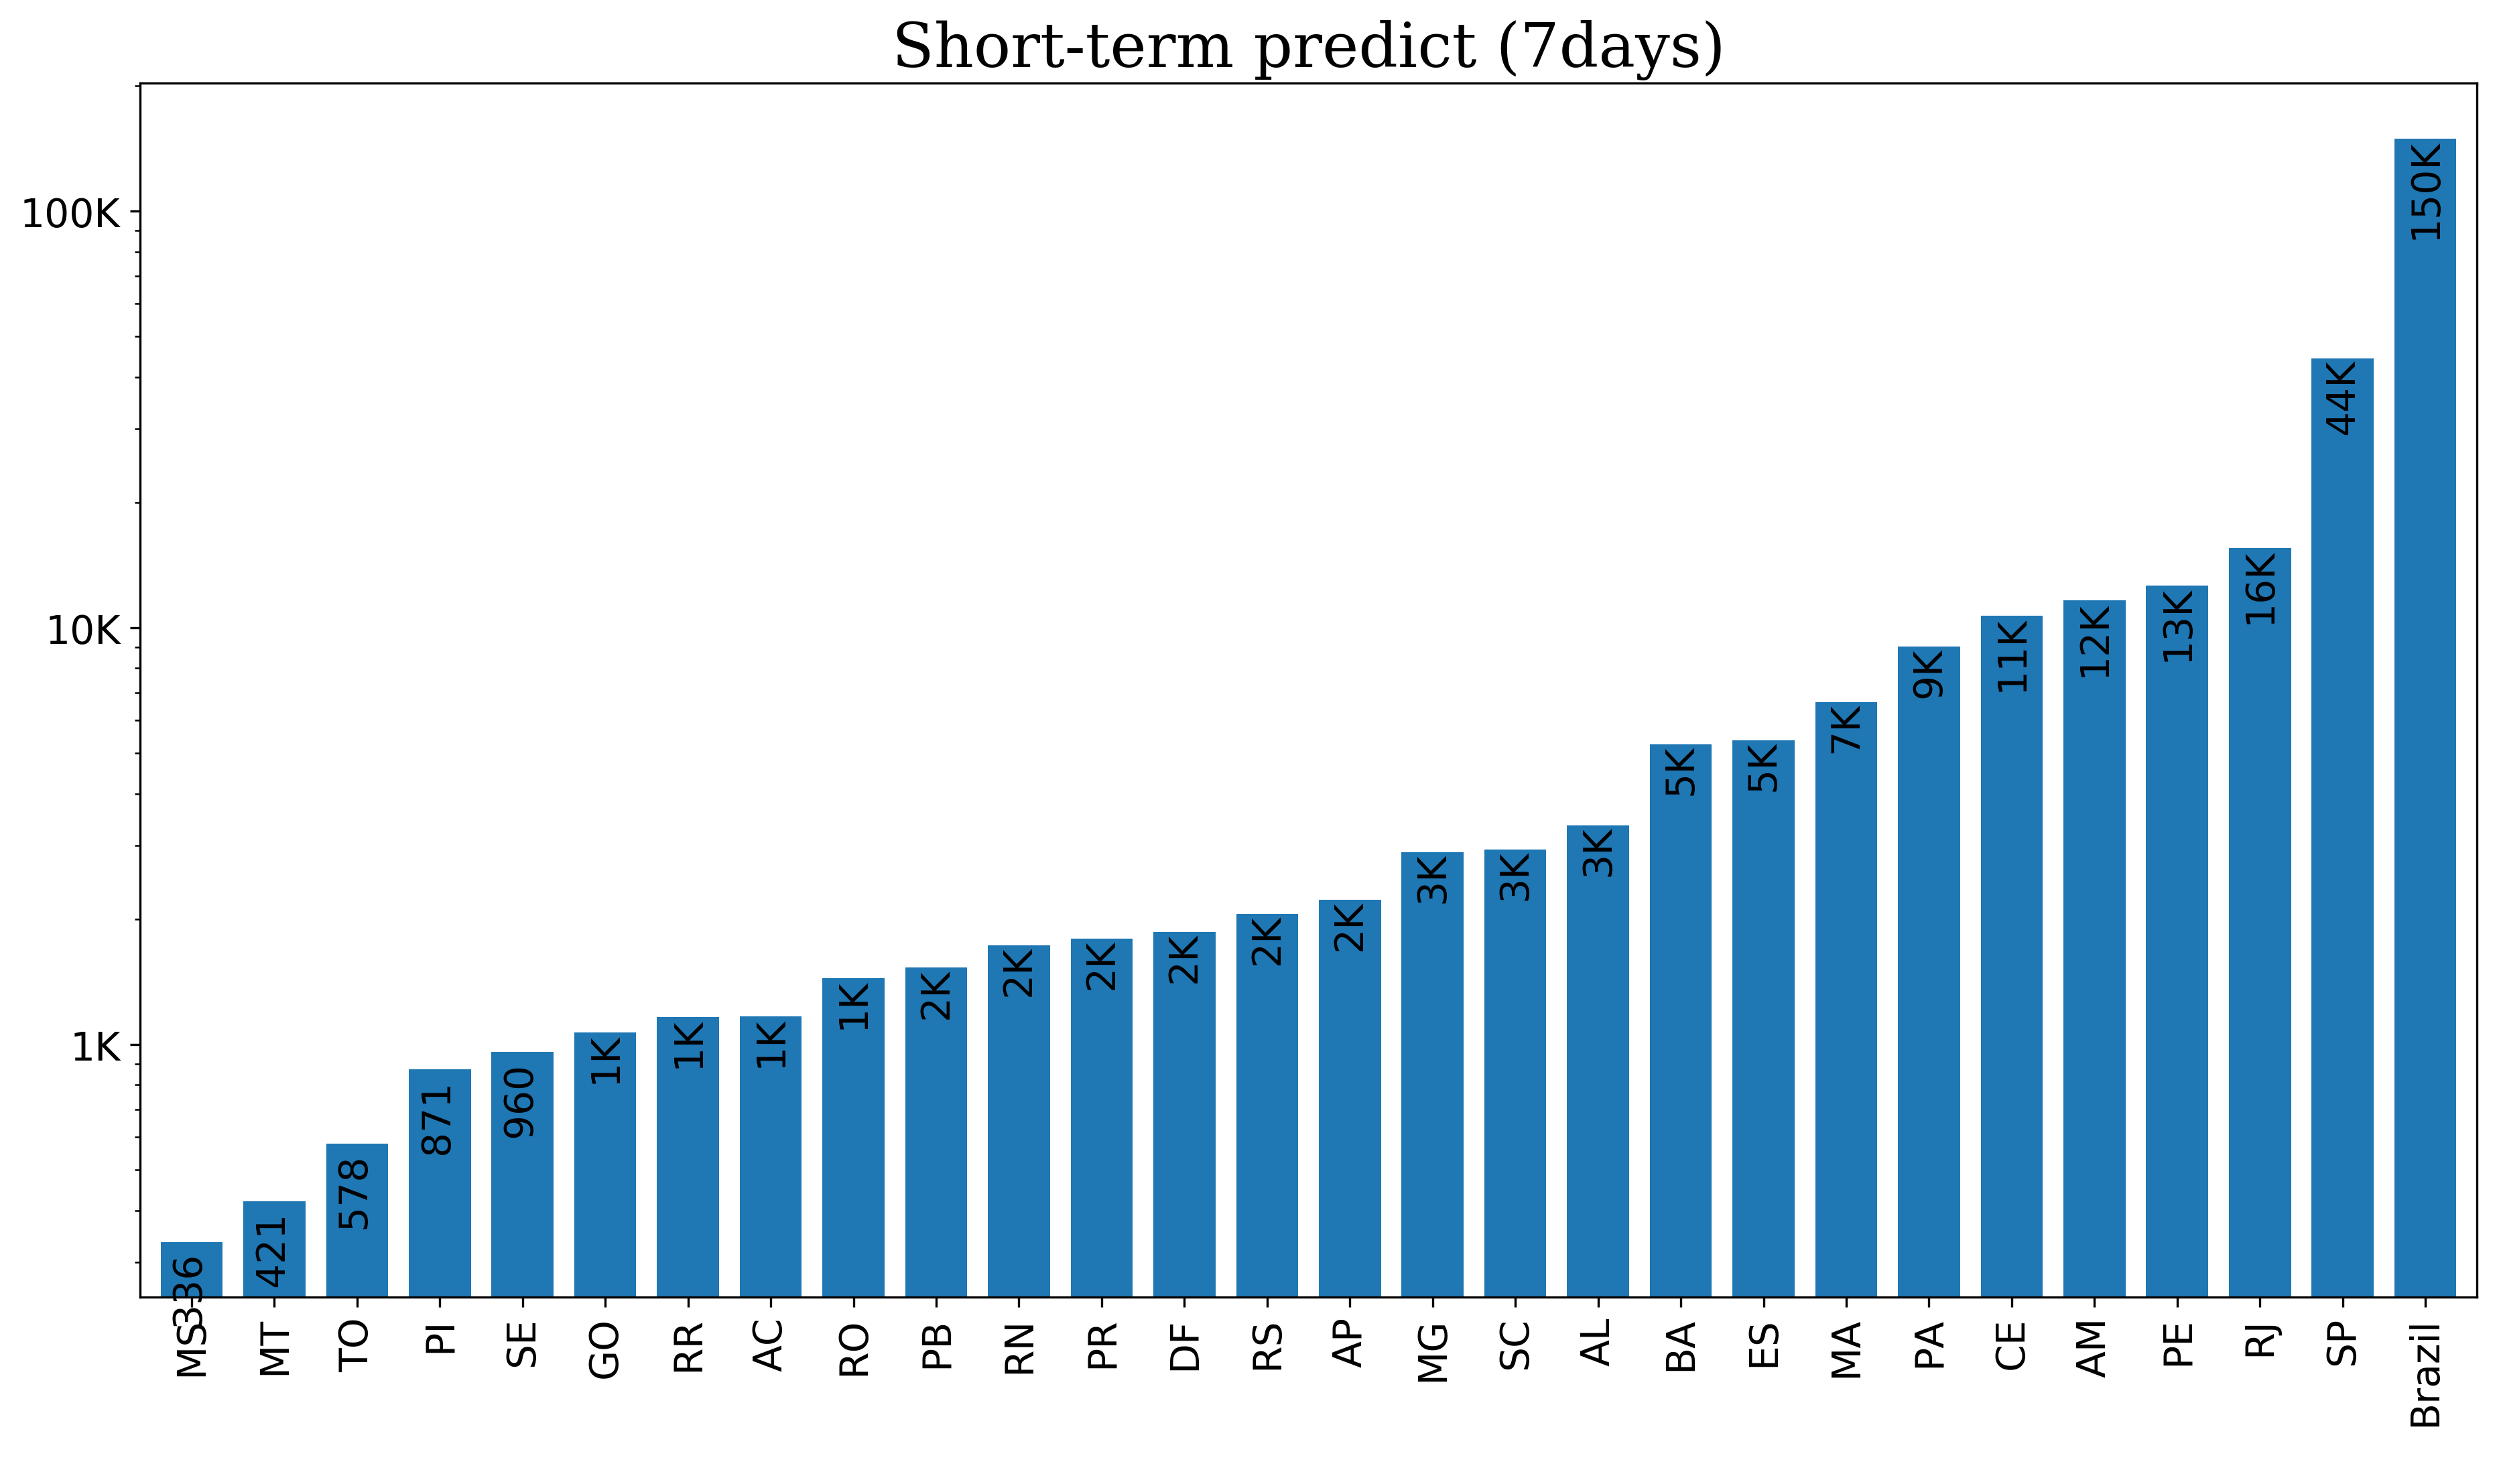 Short-term predict (7days)
100K
10K
1K
336
421
578
871
960
1K
1K
1K
1K
2K
2K
2K
2K
2K
2K
3K
3K
3K
5K
5K
7K
9K
11K
12K
13K
16K
44K
150K
MS
MT
TO
PI
SE
GO
RR
AC
RO
PB
RN
PR
DF
RS
AP
MG
SC
AL
BA
ES
MA
PA
CE
AM
PE
RJ
SP
Brazil